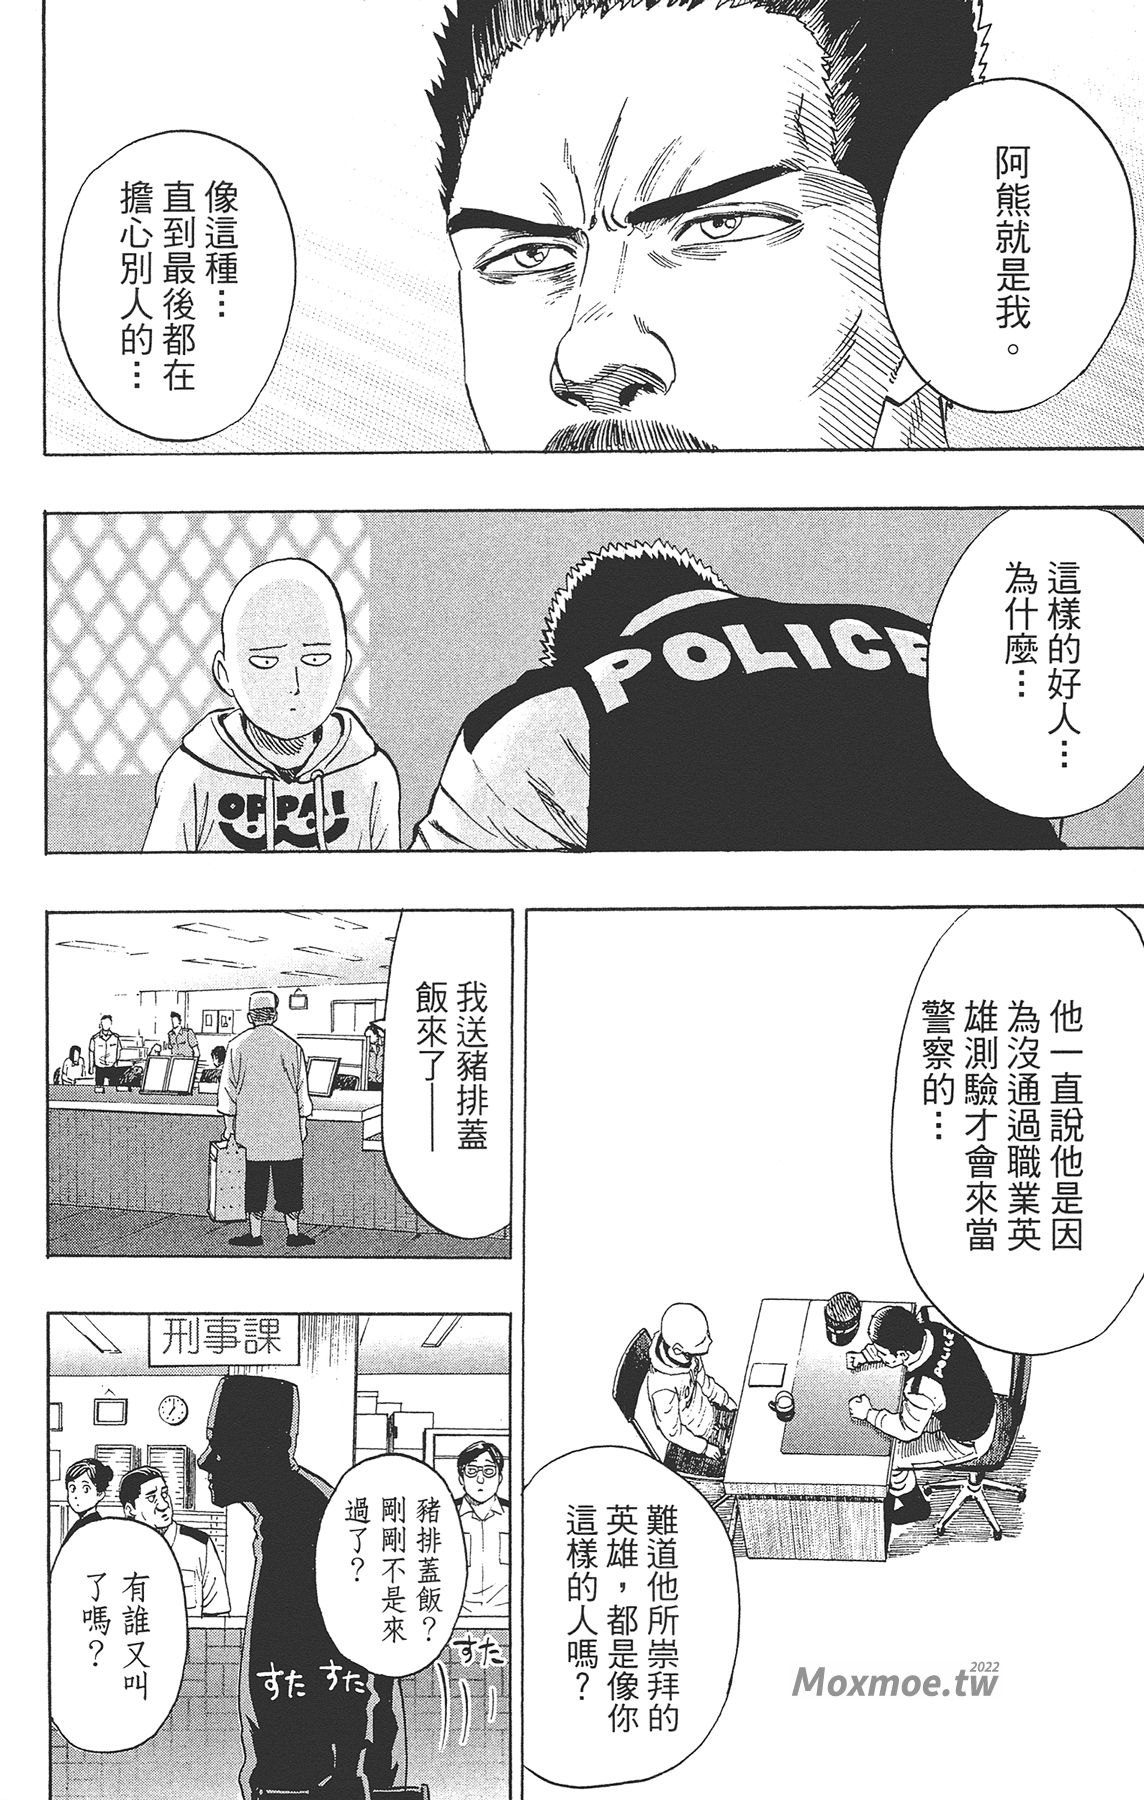 阿熊就是我。
像這種…
直到最後都在
擔心別人的…
這樣的好人…
為什麼…
POLICE
OPPAI
他一直說他是因
為沒通過職業英
雄測驗才會來當
警察的…
POLICE
難道他所崇拜的
英雄，都是像你
這樣的人嗎？
我送豬排蓋
飯來了——
刑事課
豬排蓋飯？
剛剛不是來
過了？
有誰又叫
了嗎？
すた
すた
すた
Moxmoe.tw
2022